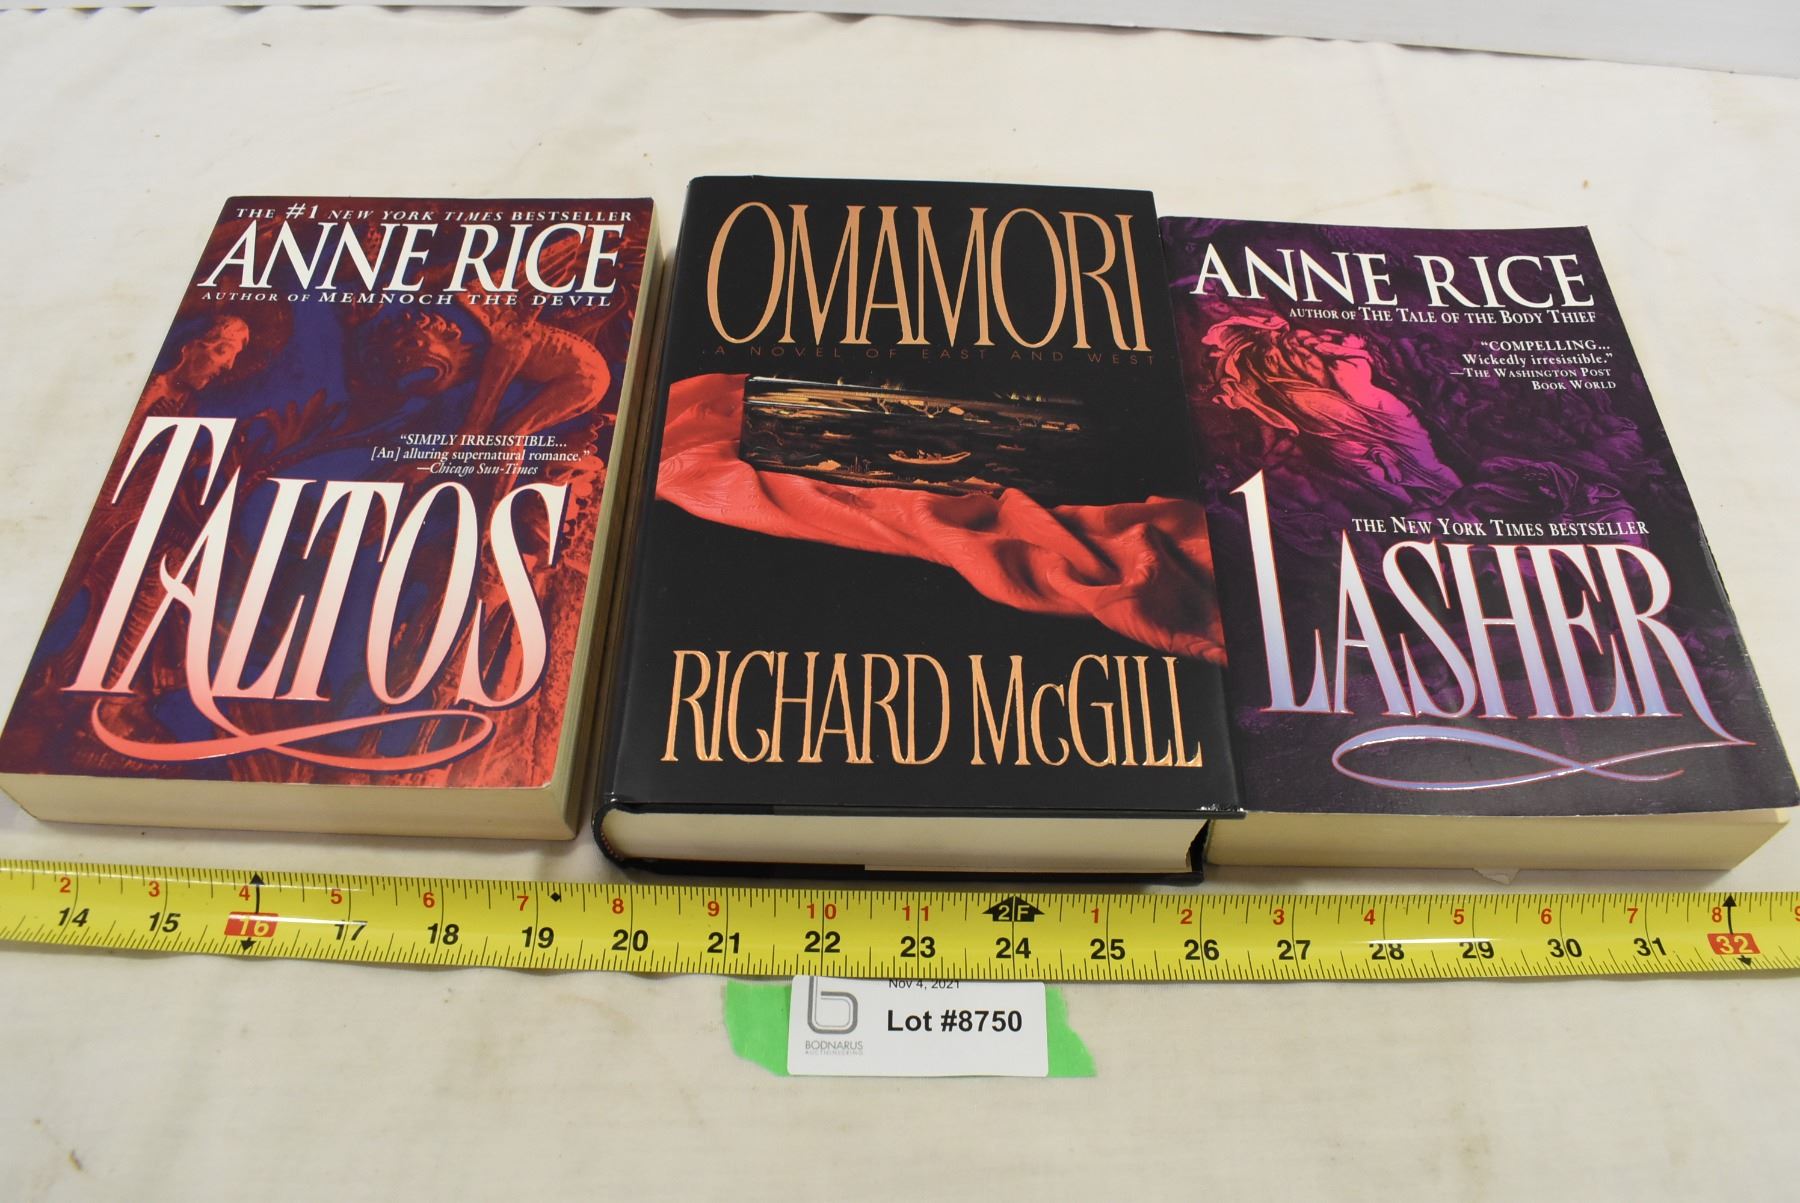 THE #1 NEW YORK TIMES BESTSELLER
ANNE RICE
AUTHOR OF MEMNOCH THE DEVIL
"SIMPLY IRRESISTIBLE...
[An] alluring supernatural romance."
—Chicago Sun-Times
TALTOS
OMAMORI
A NOVEL OF EAST AND WEST
RICHARD McGILL
ANNE RICE
AUTHOR OF THE TALE OF THE BODY THIEF
"COMPELLING...
Wickedly irresistible."
—THE WASHINGTON POST
BOOK WORLD
THE NEW YORK TIMES BESTSELLER
LASHER
2 3 4 5 6 7 8 9 10 11 2F 1 2 3 4 5 6 7 8 9
14 15 16 17 18 19 20 21 22 23 24 25 26 27 28 29 30 31 32
Nov 4, 2021
Lot #8750
BODNARUS
AUCTIONEERING